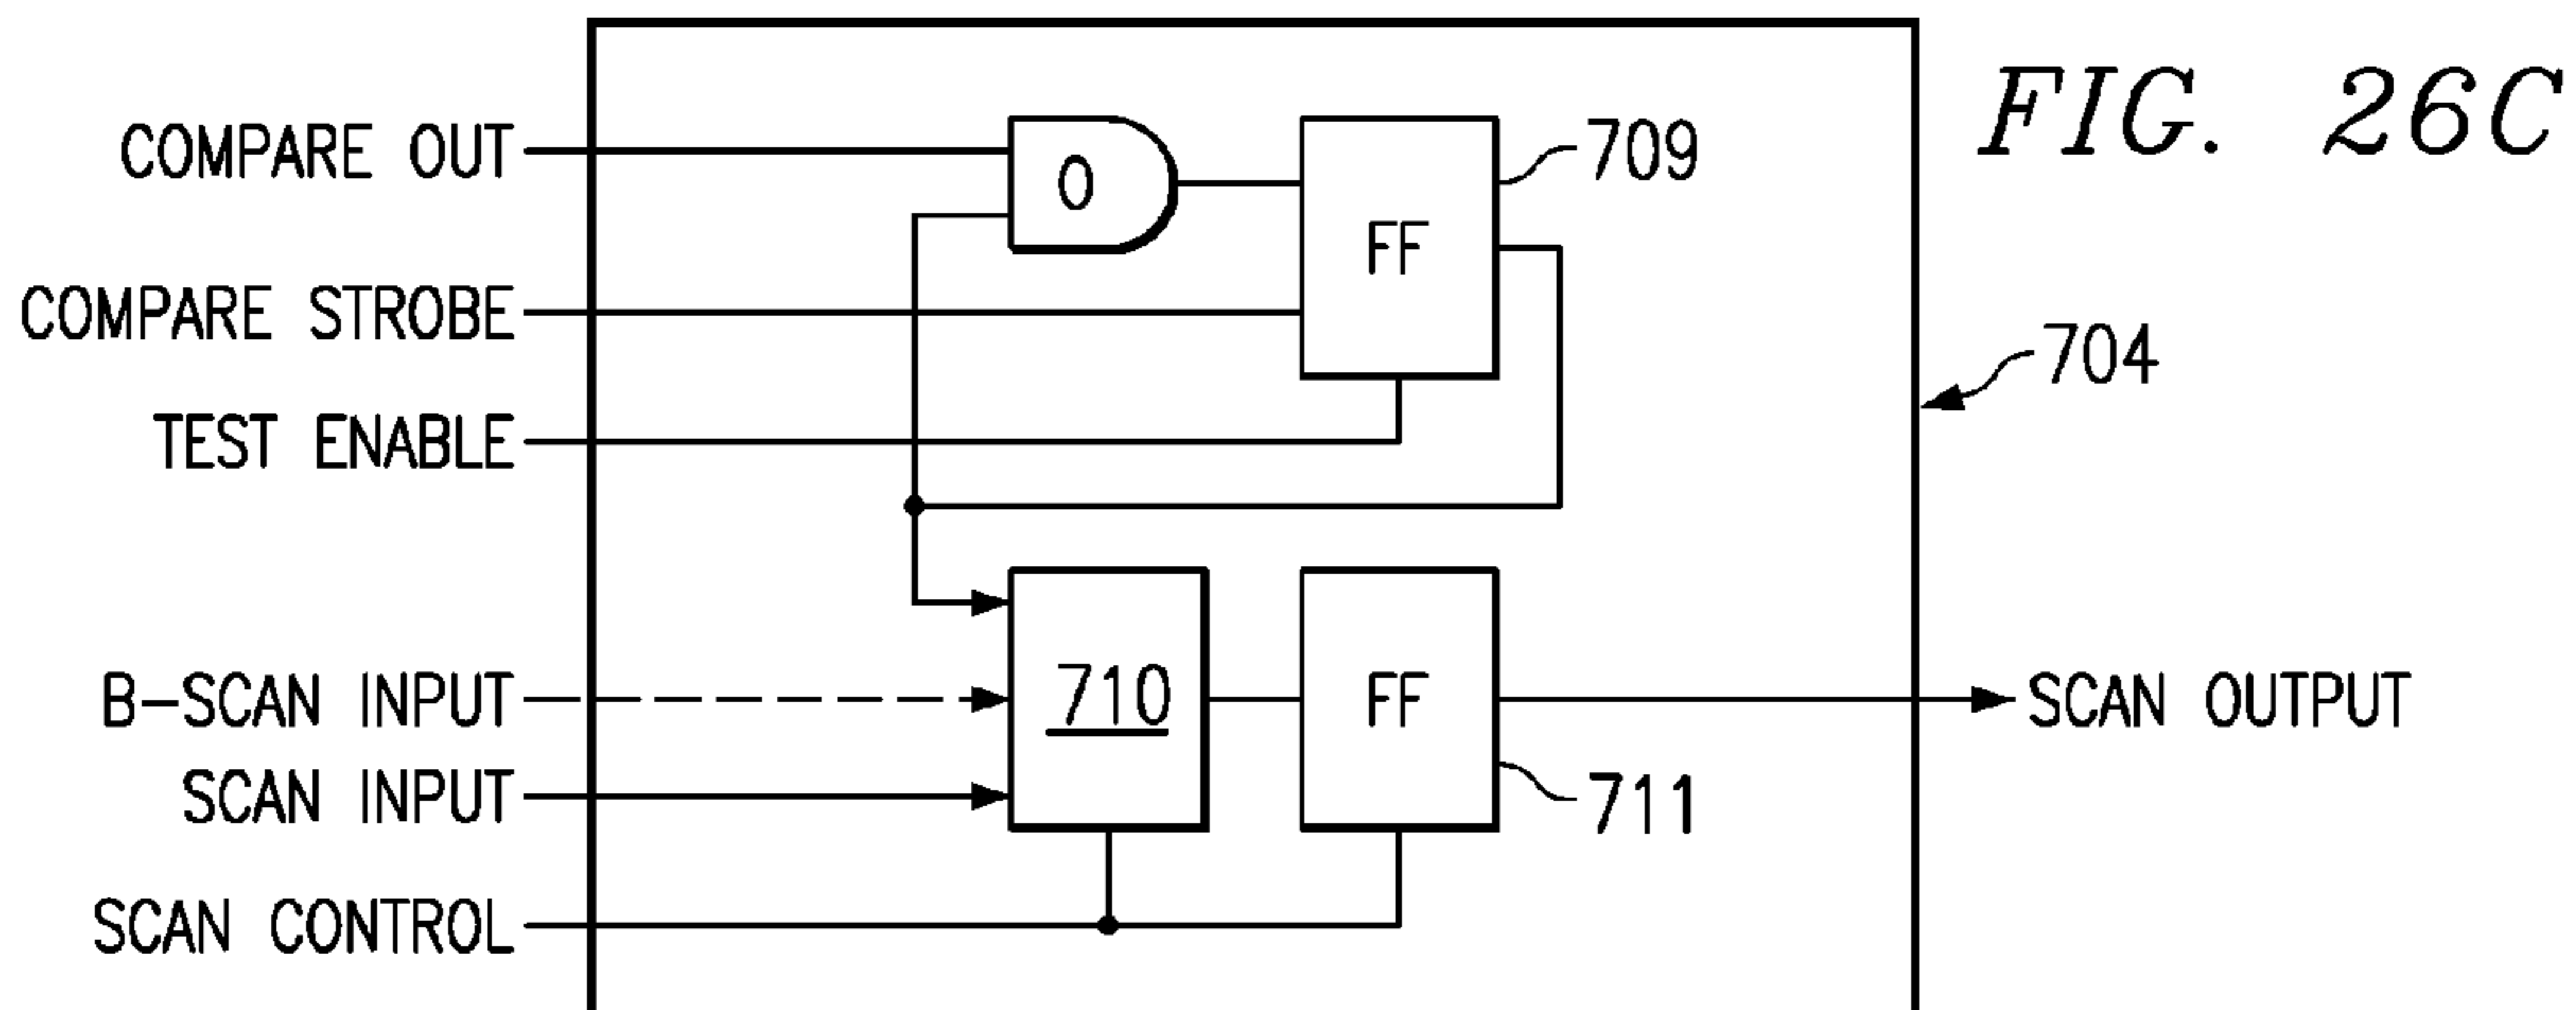 FIG. 26C
COMPARE OUT
O
709
FF
COMPARE STROBE
704
TEST ENABLE
B-SCAN INPUT
710
FF
SCAN OUTPUT
SCAN INPUT
711
SCAN CONTROL